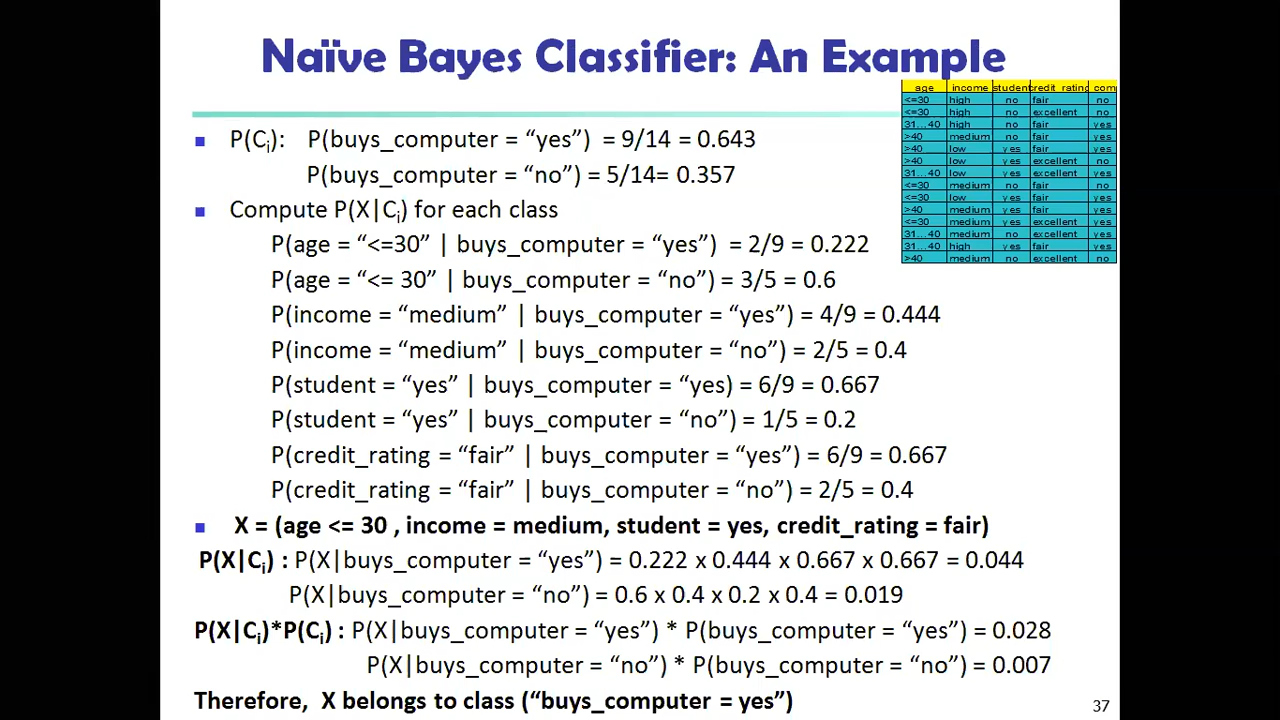 Naïve Bayes Classifier: An Example
age income student credit_rating com
<=30 high no fair no
<=30 high no excellent no
31…40 high no fair yes
>40 medium no fair yes
>40 low yes fair yes
>40 low yes excellent no
31…40 low yes excellent yes
<=30 medium no fair no
<=30 low yes fair yes
>40 medium yes fair yes
<=30 medium yes excellent yes
31…40 medium no excellent yes
31…40 high yes fair yes
>40 medium no excellent no
P(Ci): P(buys_computer = “yes”) = 9/14 = 0.643
P(buys_computer = “no”) = 5/14= 0.357
Compute P(X|Ci) for each class
P(age = “<=30” | buys_computer = “yes”) = 2/9 = 0.222
P(age = “<= 30” | buys_computer = “no”) = 3/5 = 0.6
P(income = “medium” | buys_computer = “yes”) = 4/9 = 0.444
P(income = “medium” | buys_computer = “no”) = 2/5 = 0.4
P(student = “yes” | buys_computer = “yes) = 6/9 = 0.667
P(student = “yes” | buys_computer = “no”) = 1/5 = 0.2
P(credit_rating = “fair” | buys_computer = “yes”) = 6/9 = 0.667
P(credit_rating = “fair” | buys_computer = “no”) = 2/5 = 0.4
X = (age <= 30 , income = medium, student = yes, credit_rating = fair)
P(X|Ci) : P(X|buys_computer = “yes”) = 0.222 x 0.444 x 0.667 x 0.667 = 0.044
P(X|buys_computer = “no”) = 0.6 x 0.4 x 0.2 x 0.4 = 0.019
P(X|Ci)*P(Ci) : P(X|buys_computer = “yes”) * P(buys_computer = “yes”) = 0.028
P(X|buys_computer = “no”) * P(buys_computer = “no”) = 0.007
Therefore, X belongs to class (“buys_computer = yes”)
37